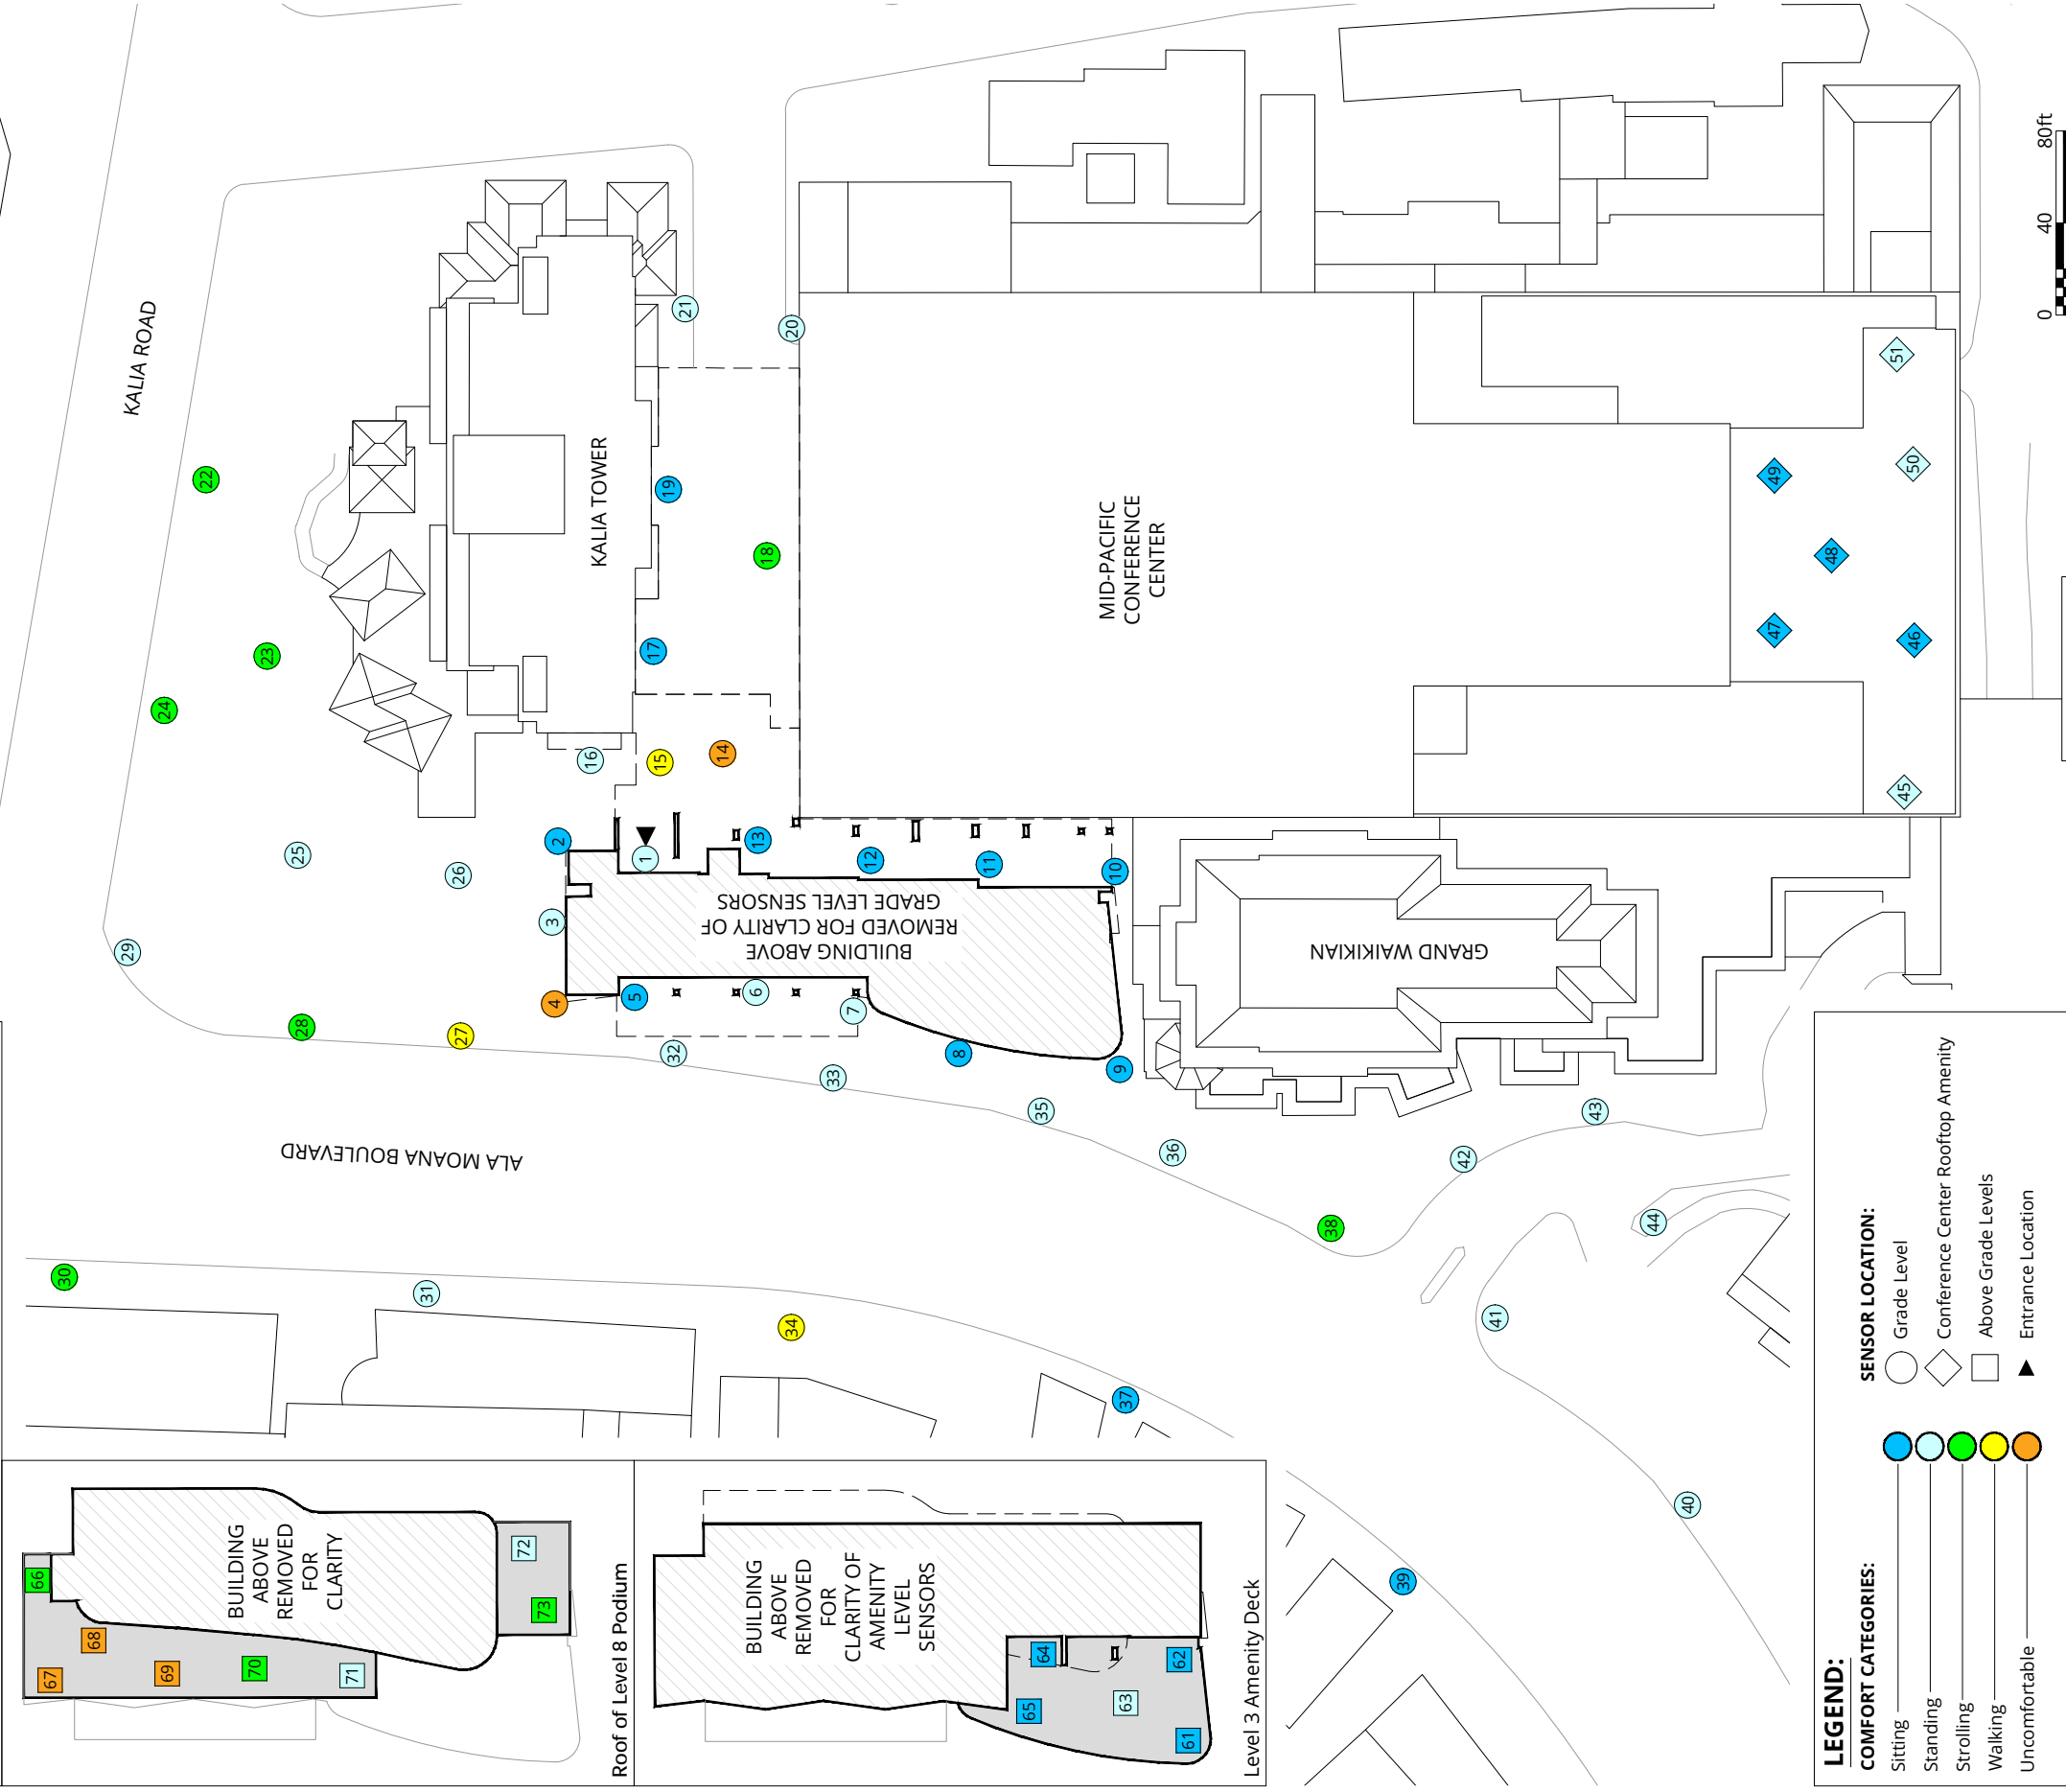 KALIA ROAD
KALIA TOWER
MID-PACIFIC
CONFERENCE
CENTER
ALA MOANA BOULEVARD
BUILDING ABOVE
REMOVED FOR CLARITY OF
GRADE LEVEL SENSORS
GRAND WAIKIKIAN
1
2
3
4
5
6
7
8
9
10
11
12
13
14
15
16
17
18
19
20
21
22
23
24
25
26
27
28
29
30
31
32
33
34
35
36
37
38
39
40
41
42
43
44
45
46
47
48
49
50
51
0 40 80ft
BUILDING
ABOVE
REMOVED
FOR
CLARITY
66
67
68
69
70
71
72
73
Roof of Level 8 Podium
BUILDING
ABOVE
REMOVED
FOR
CLARITY OF
AMENITY
LEVEL
SENSORS
61
62
63
64
65
Level 3 Amenity Deck
LEGEND:
COMFORT CATEGORIES:
Sitting
Standing
Strolling
Walking
Uncomfortable
SENSOR LOCATION:
Grade Level
Conference Center Rooftop Amenity
Above Grade Levels
Entrance Location